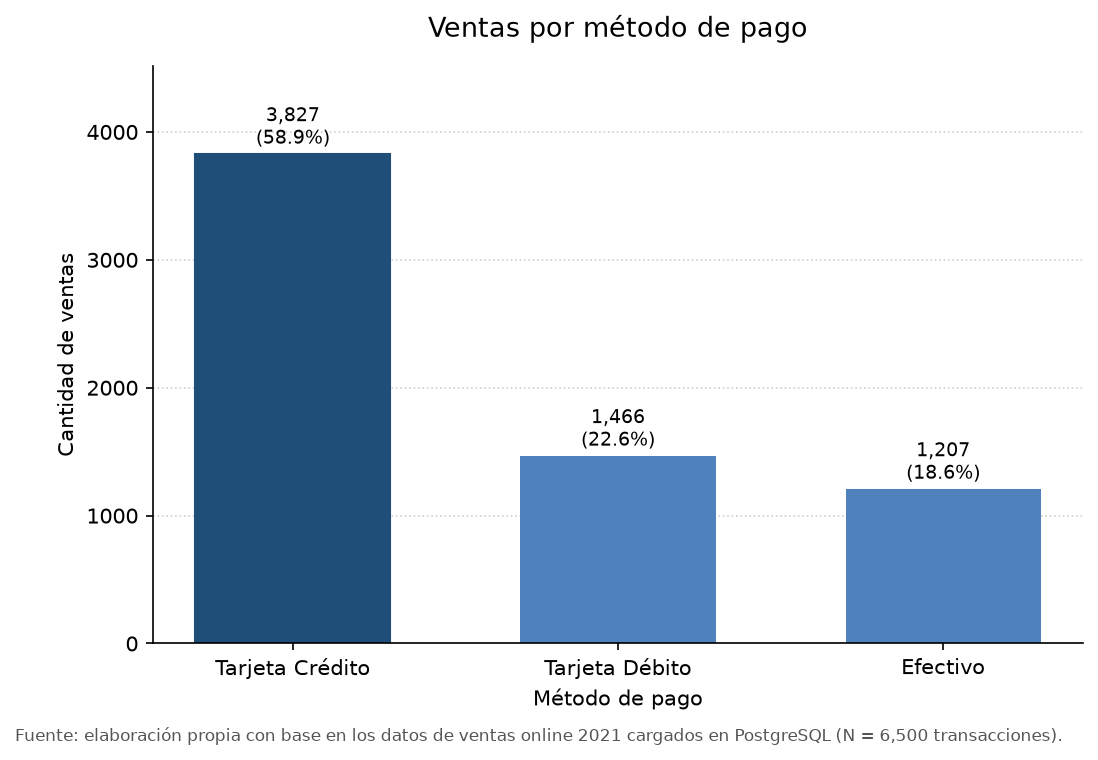 Ventas por método de pago
Cantidad de ventas
4000
3000
2000
1000
0
3,827
(58.9%)
1,466
(22.6%)
1,207
(18.6%)
Tarjeta Crédito
Tarjeta Débito
Efectivo
Método de pago
Fuente: elaboración propia con base en los datos de ventas online 2021 cargados en PostgreSQL (N = 6,500 transacciones).